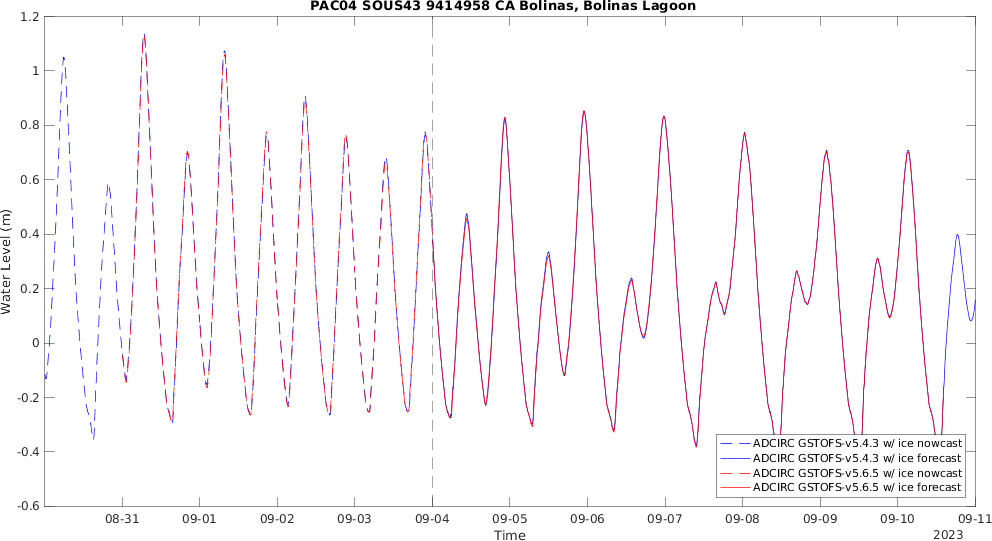 PAC04 SOUS43 9414958 CA Bolinas, Bolinas Lagoon
1.2
1
0.8
0.6
0.4
0.2
0
-0.2
-0.4
-0.6
Water Level (m)
ADCIRC GSTOFS-v5.4.3 w/ ice nowcast
ADCIRC GSTOFS-v5.4.3 w/ ice forecast
ADCIRC GSTOFS-v5.6.5 w/ ice nowcast
ADCIRC GSTOFS-v5.6.5 w/ ice forecast
08-31 09-01 09-02 09-03 09-04 09-05 09-06 09-07 09-08 09-09 09-10 09-11
Time
2023